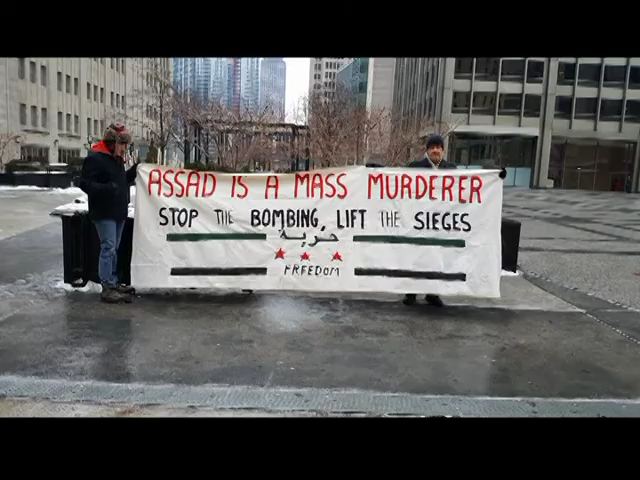 ASSAD IS A MASS MURDERER
STOP THE BOMBING, LIFT THE SIEGES
حرية
FREEDOM